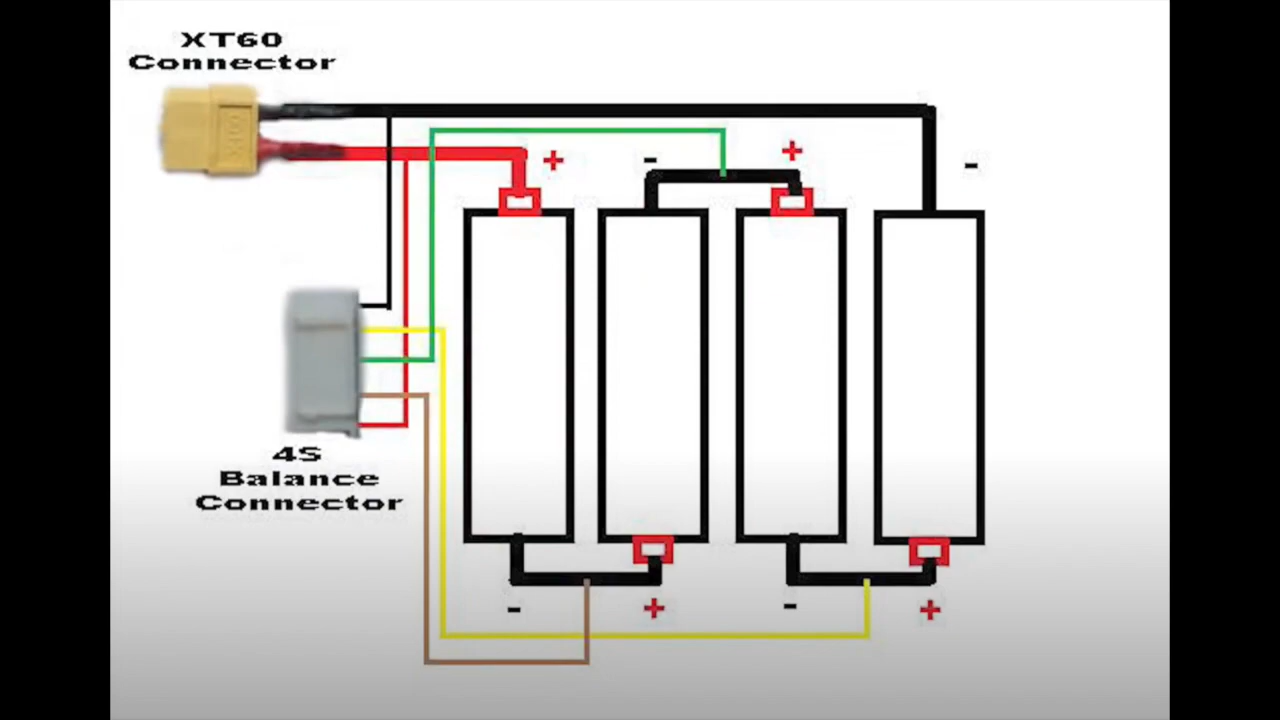 XT60
Connector
+
-
+
-
4S
Balance
Connector
-
+
-
+